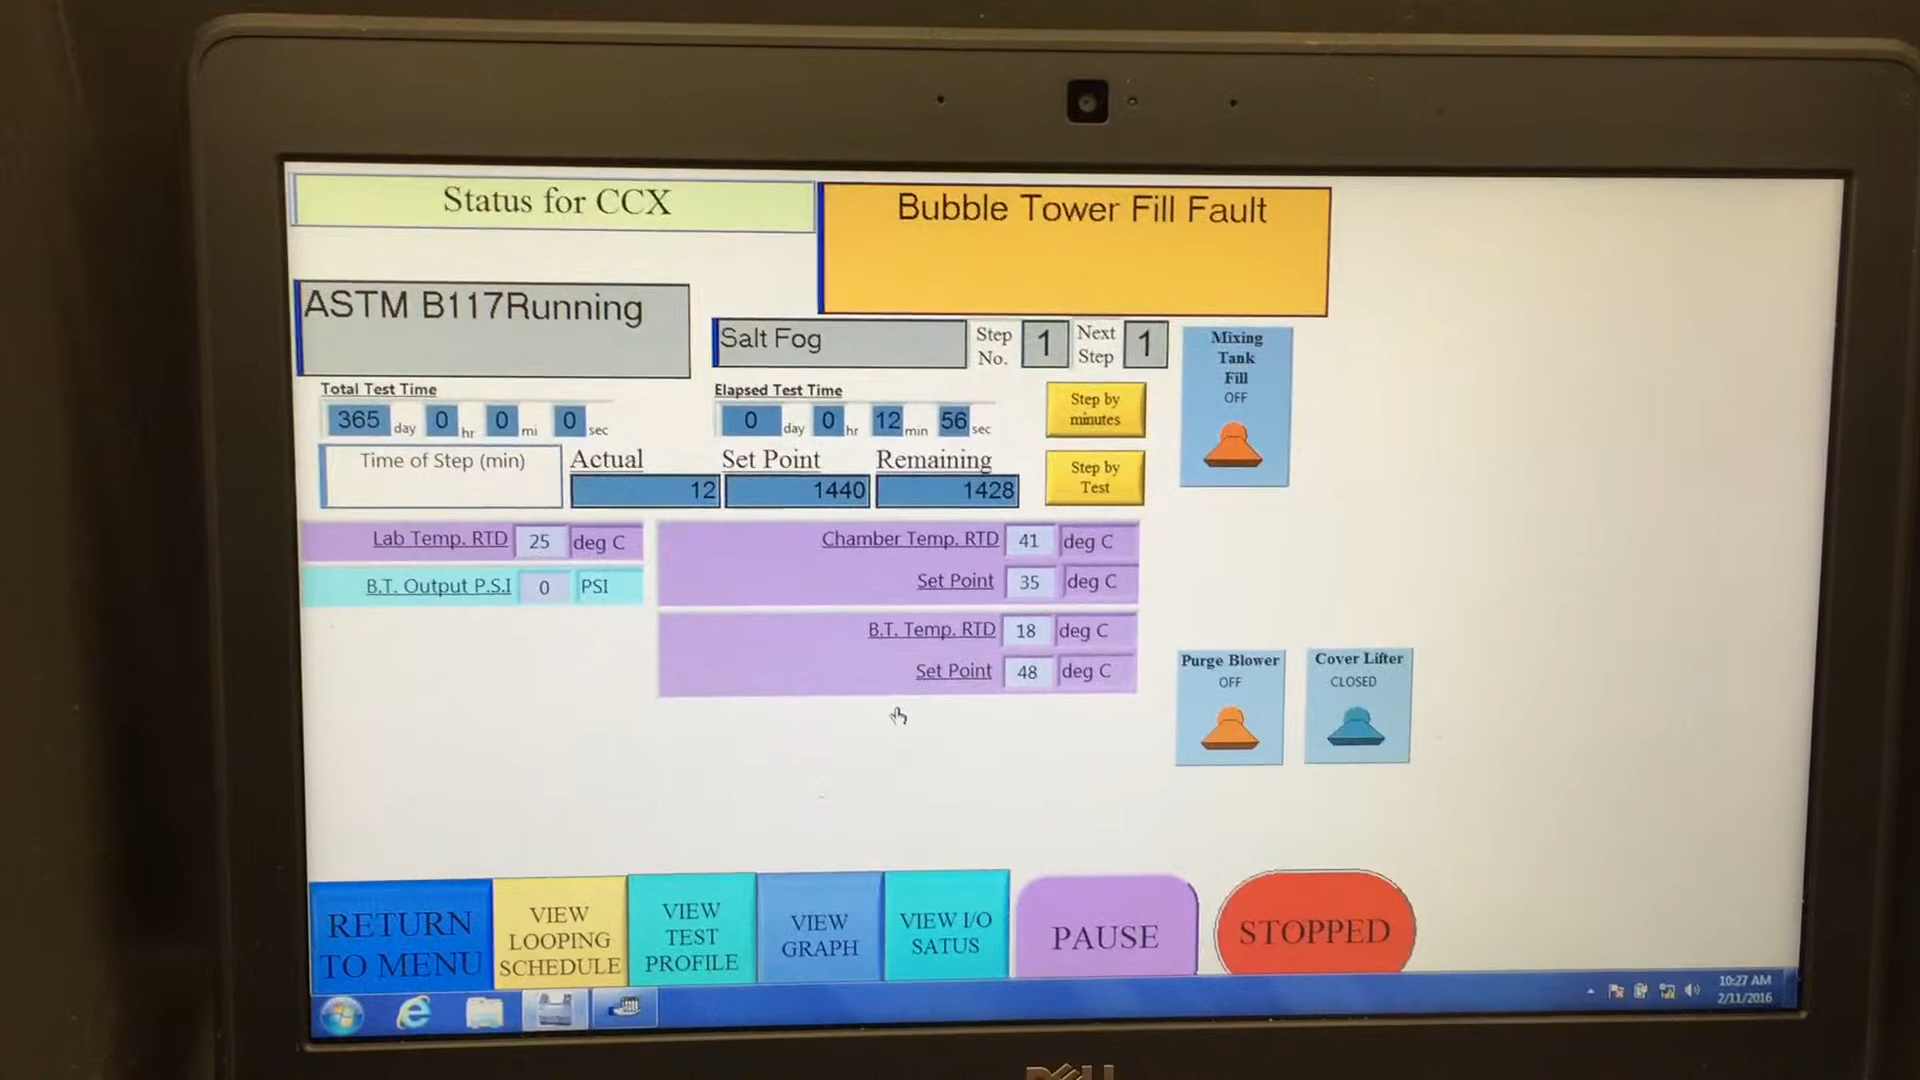 Status for CCX
Bubble Tower Fill Fault
ASTM B117Running
Salt Fog
Step No. 1 Next Step 1
Mixing
Tank
Fill
OFF
Total Test Time
365 day 0 hr 0 mi 0 sec
Elapsed Test Time
0 day 0 hr 12 min 56 sec
Step by
minutes
Time of Step (min)
Actual Set Point Remaining
12 1440 1428
Step by
Test
Lab Temp. RTD 25 deg C
B.T. Output P.S.I 0 PSI
Chamber Temp. RTD 41 deg C
Set Point 35 deg C
B.T. Temp. RTD 18 deg C
Set Point 48 deg C
Purge Blower
OFF
Cover Lifter
CLOSED
RETURN
TO MENU
VIEW
LOOPING
SCHEDULE
VIEW
TEST
PROFILE
VIEW
GRAPH
VIEW I/O
SATUS
PAUSE
STOPPED
10:27 AM
2/11/2016
DELL